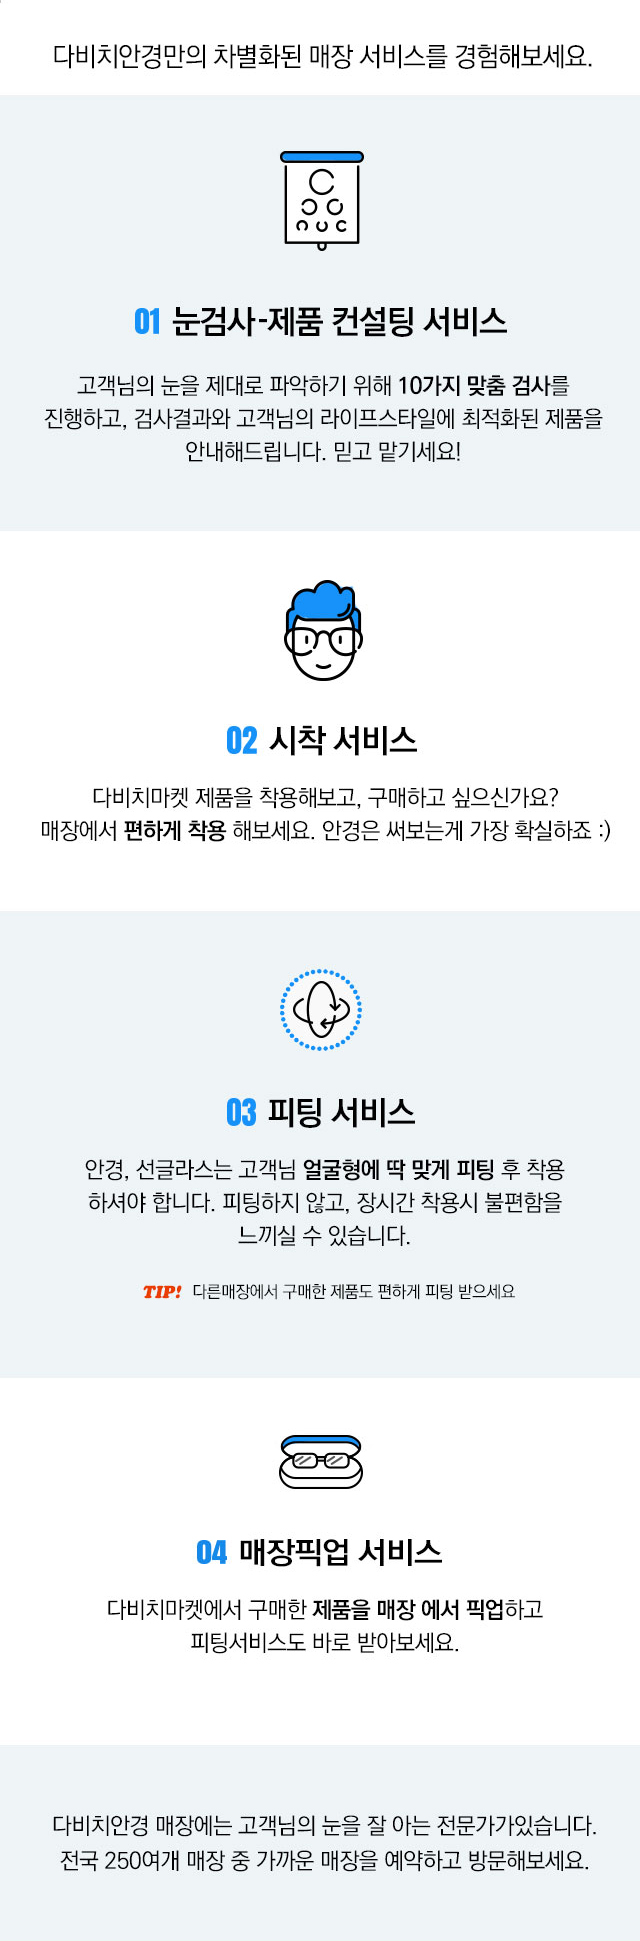 다비치안경만의 차별화된 매장 서비스를 경험해보세요.
01 눈검사-제품 컨설팅 서비스
고객님의 눈을 제대로 파악하기 위해 10가지 맞춤 검사를
진행하고, 검사결과와 고객님의 라이프스타일에 최적화된 제품을
안내해드립니다. 믿고 맡기세요!
02 시착 서비스
다비치마켓 제품을 착용해보고, 구매하고 싶으신가요?
매장에서 편하게 착용 해보세요. 안경은 써보는게 가장 확실하죠 :)
03 피팅 서비스
안경, 선글라스는 고객님 얼굴형에 딱 맞게 피팅 후 착용
하셔야 합니다. 피팅하지 않고, 장시간 착용시 불편함을
느끼실 수 있습니다.
TIP! 다른매장에서 구매한 제품도 편하게 피팅 받으세요
04 매장픽업 서비스
다비치마켓에서 구매한 제품을 매장 에서 픽업하고
피팅서비스도 바로 받아보세요.
다비치안경 매장에는 고객님의 눈을 잘 아는 전문가가있습니다.
전국 250여개 매장 중 가까운 매장을 예약하고 방문해보세요.